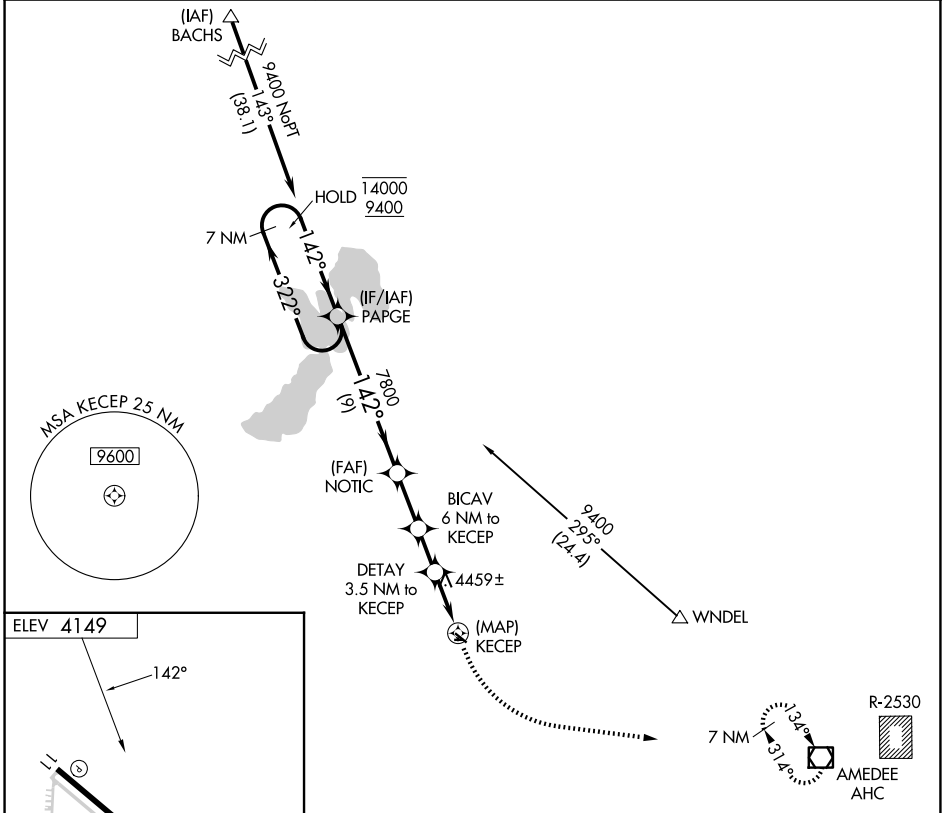 (IAF)
BACHS
9400 NoPT
143°
(38.1)
HOLD
14000
9400
7 NM
142°
322°
(IF/IAF)
PAPGE
7800
142°
(9)
MSA KECEP 25 NM
9600
(FAF)
NOTIC
BICAV
6 NM to
KECEP
9400
295°
(24.4)
DETAY
3.5 NM to
KECEP
4459±
WNDEL
(MAP)
KECEP
ELEV 4149
142°
11
P
R-2530
7 NM
134°
314°
AMEDEE
AHC